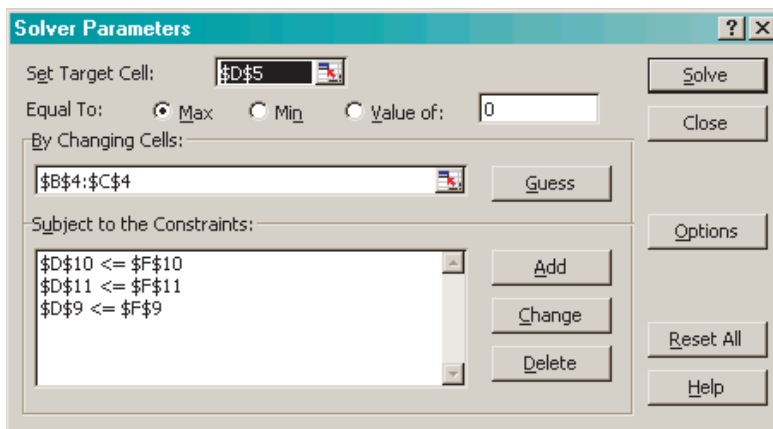 Solver Parameters
? X
Set Target Cell: $D$5
Solve
Equal To: Max Min Value of: 0
Close
By Changing Cells:
$B$4:$C$4
Guess
Subject to the Constraints:
Options
$D$10 <= $F$10
$D$11 <= $F$11
$D$9 <= $F$9
Add
Change
Delete
Reset All
Help